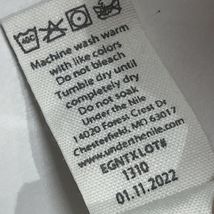 40C
Machine wash warm
with like colors
Do not bleach
Tumble dry until
completely dry
Do not soak
Under the Nile
14020 Forest Crest Dr
Chesterfield, MO 63017
www.underthenile.com
EGNTXLOT#
1310
01.11.2022